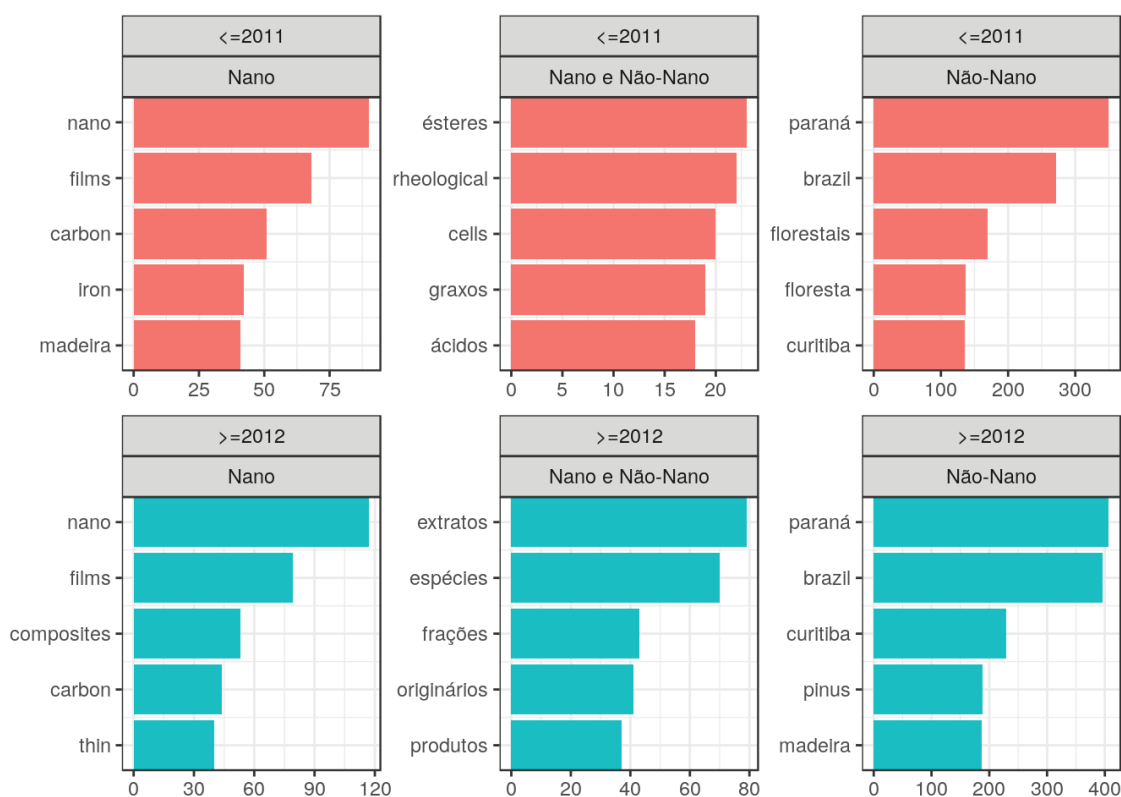 <=2011
Nano
nano
films
carbon
iron
madeira
0 25 50 75
<=2011
Nano e Não-Nano
ésteres
rheological
cells
graxos
ácidos
0 5 10 15 20
<=2011
Não-Nano
paraná
brazil
florestais
floresta
curitiba
0 100 200 300
>=2012
Nano
nano
films
composites
carbon
thin
0 30 60 90 120
>=2012
Nano e Não-Nano
extratos
espécies
frações
originários
produtos
0 20 40 60 80
>=2012
Não-Nano
paraná
brazil
curitiba
pinus
madeira
0 100 200 300 400